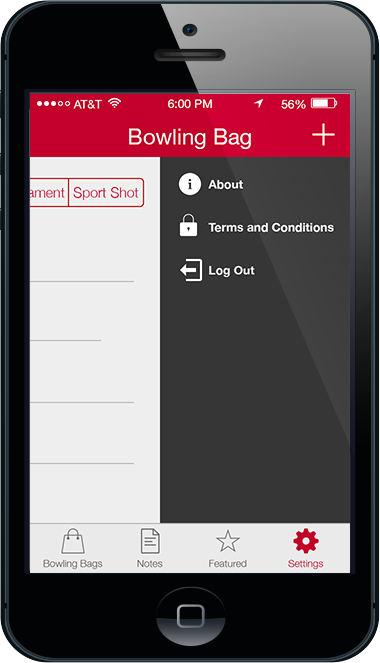 AT&T 6:00 PM 56%
Bowling Bag +
ament Sport Shot
About
Terms and Conditions
Log Out
Bowling Bags Notes Featured Settings